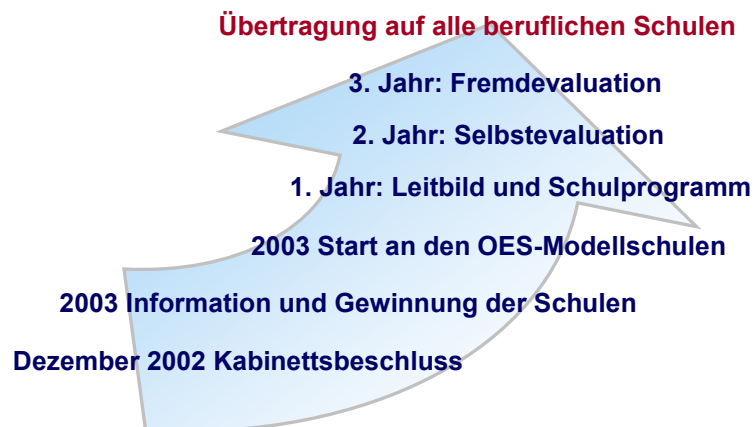 Übertragung auf alle beruflichen Schulen
3. Jahr: Fremdevaluation
2. Jahr: Selbstevaluation
1. Jahr: Leitbild und Schulprogramm
2003 Start an den OES-Modellschulen
2003 Information und Gewinnung der Schulen
Dezember 2002 Kabinettsbeschluss